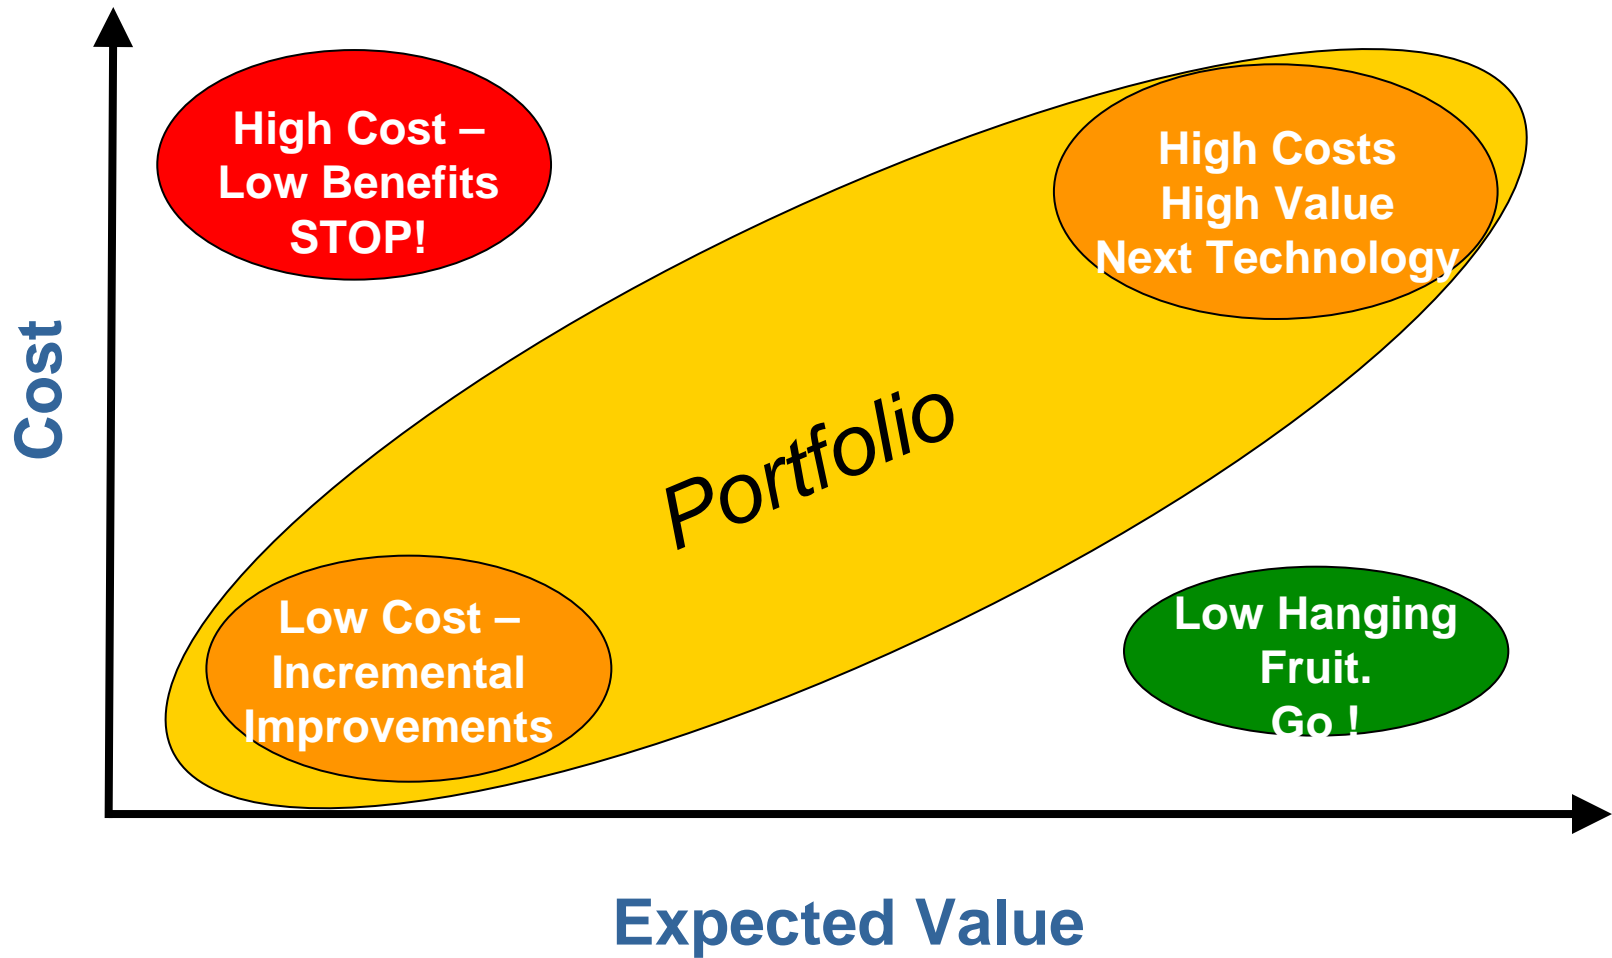 High Cost –
Low Benefits
STOP!
High Costs
High Value
Next Technology
Cost
Portfolio
Low Cost –
Incremental
Improvements
Low Hanging
Fruit.
Go !
Expected Value